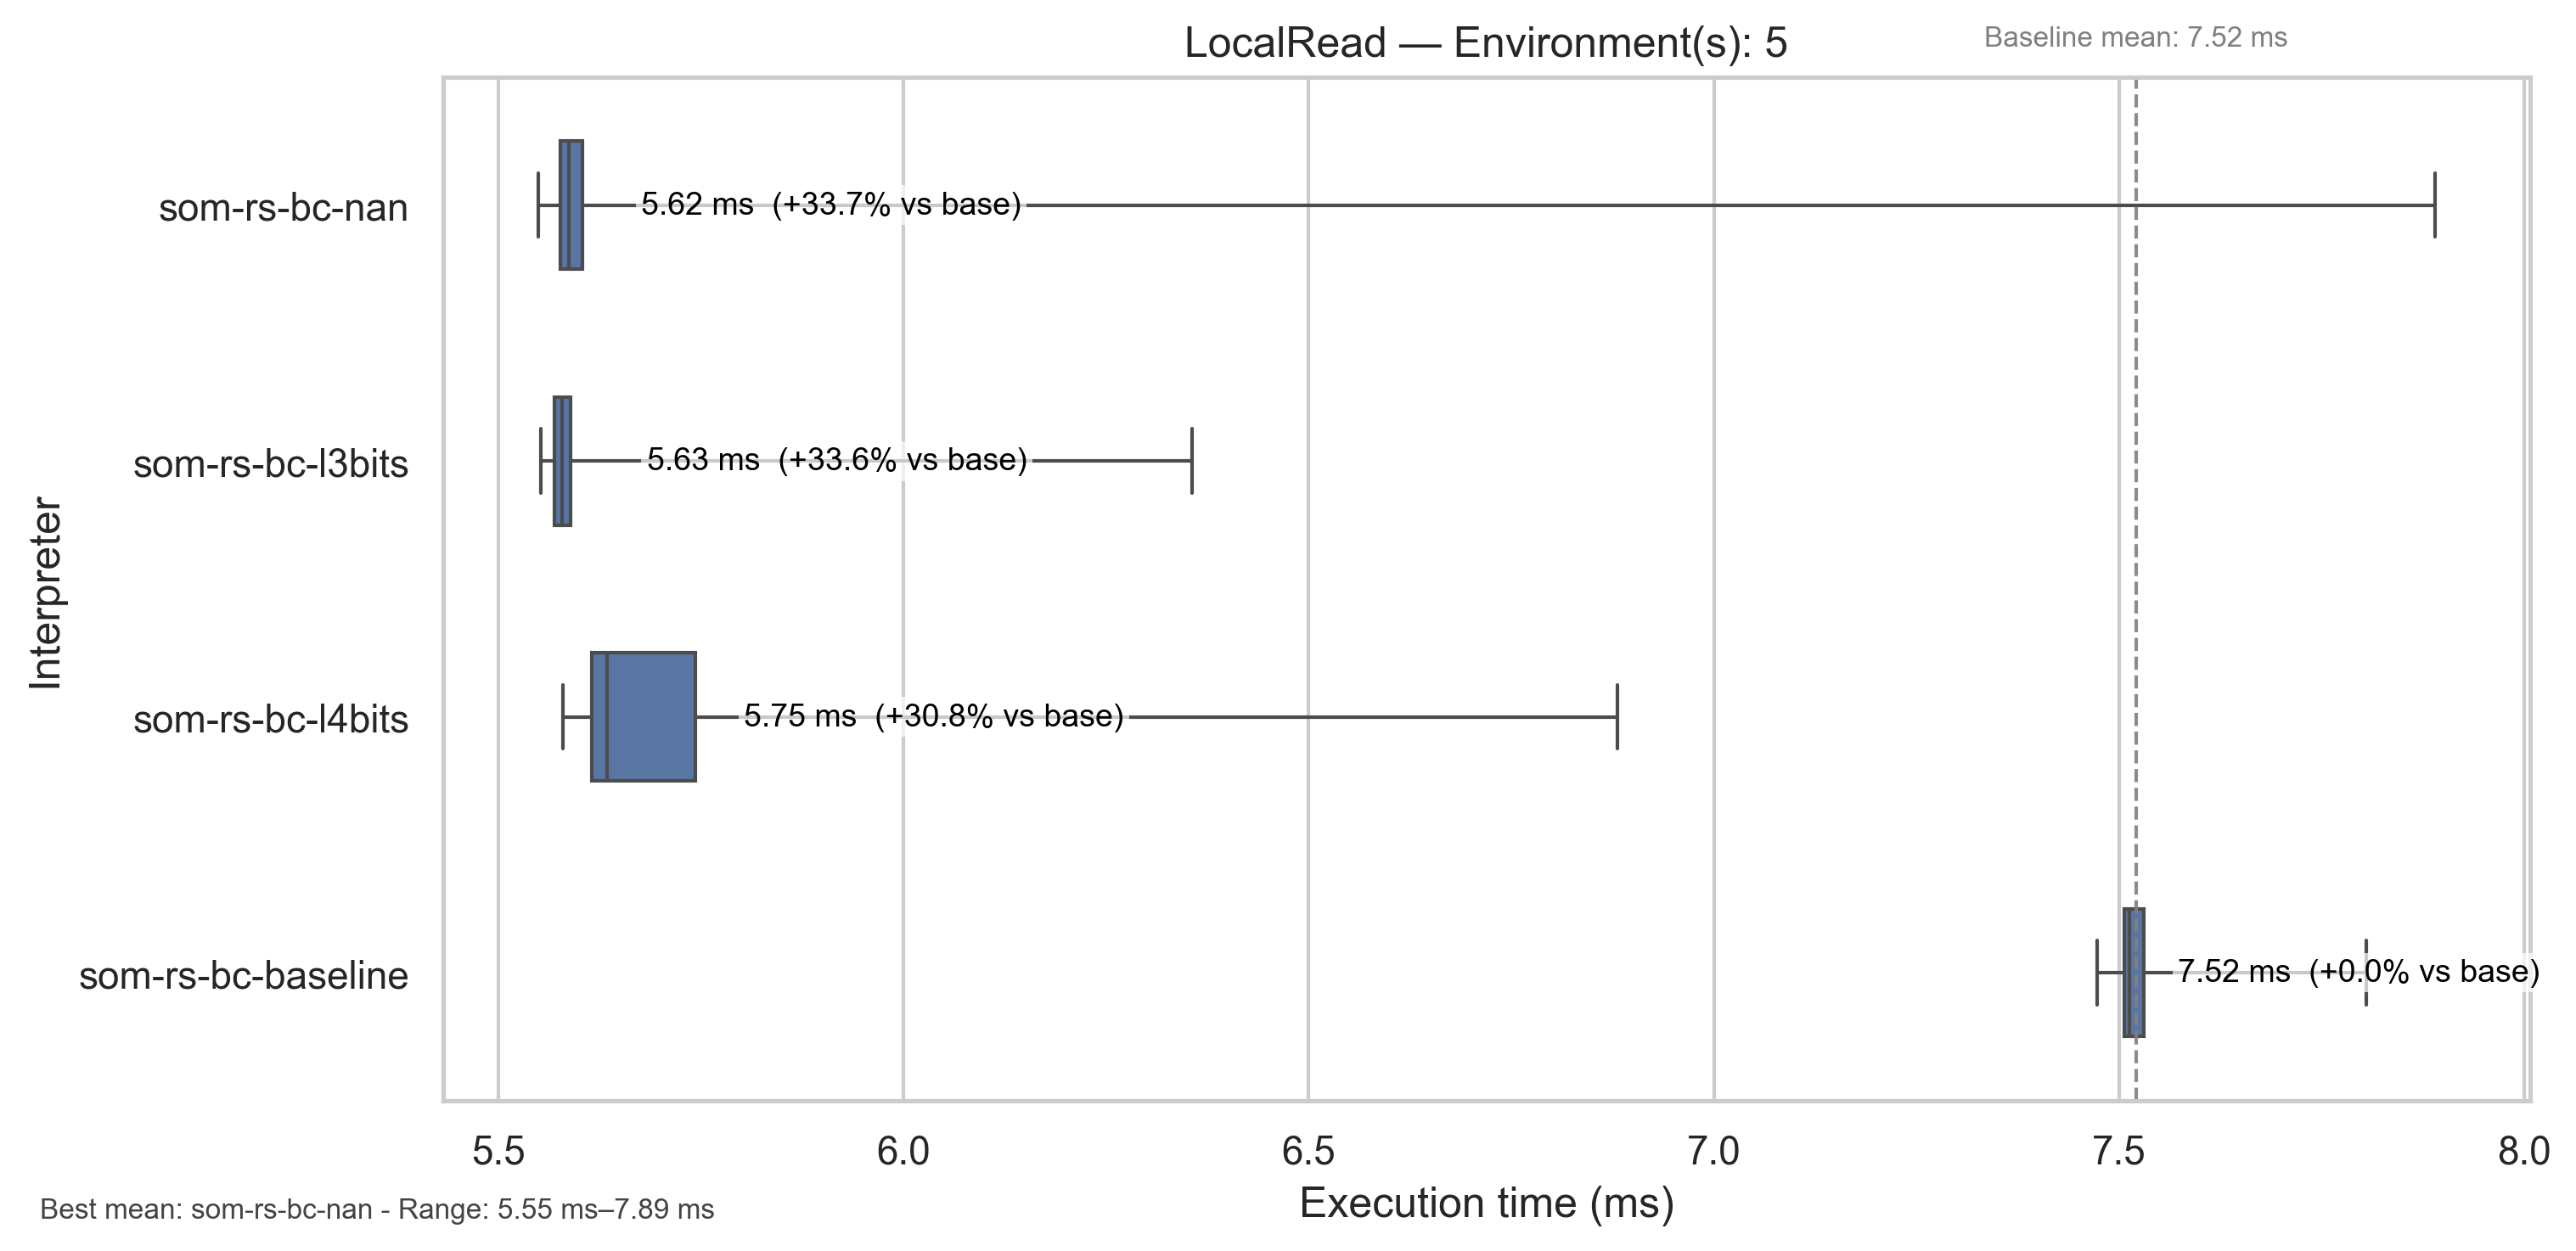 LocalRead — Environment(s): 5
Baseline mean: 7.52 ms
Interpreter
som-rs-bc-nan
5.62 ms (+33.7% vs base)
som-rs-bc-l3bits
5.63 ms (+33.6% vs base)
som-rs-bc-l4bits
5.75 ms (+30.8% vs base)
som-rs-bc-baseline
7.52 ms (+0.0% vs base)
5.5 6.0 6.5 7.0 7.5 8.0
Execution time (ms)
Best mean: som-rs-bc-nan - Range: 5.55 ms–7.89 ms